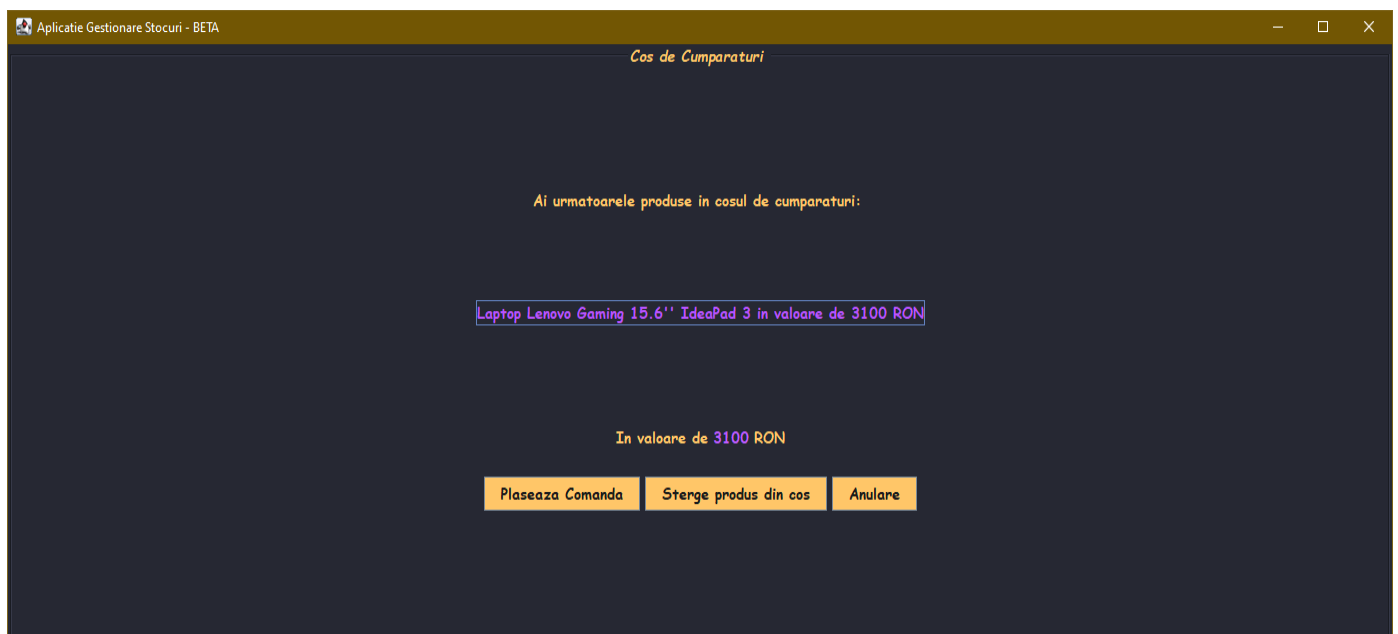 Aplicatie Gestionare Stocuri - BETA
Cos de Cumparaturi
Ai urmatoarele produse in cosul de cumparaturi:
Laptop Lenovo Gaming 15.6'' IdeaPad 3 in valoare de 3100 RON
In valoare de 3100 RON
Plaseaza Comanda Sterge produs din cos Anulare